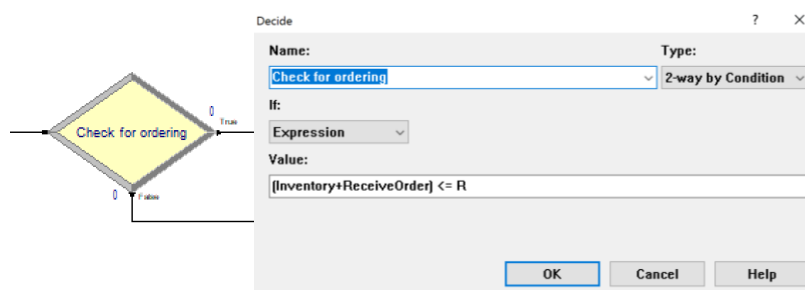 Decide
? ×
Name:
Type:
Check for ordering
2-way by Condition
If:
Expression
Value:
(Inventory+ReceiveOrder) <= R
OK
Cancel
Help
Check for ordering
0
True
0
False